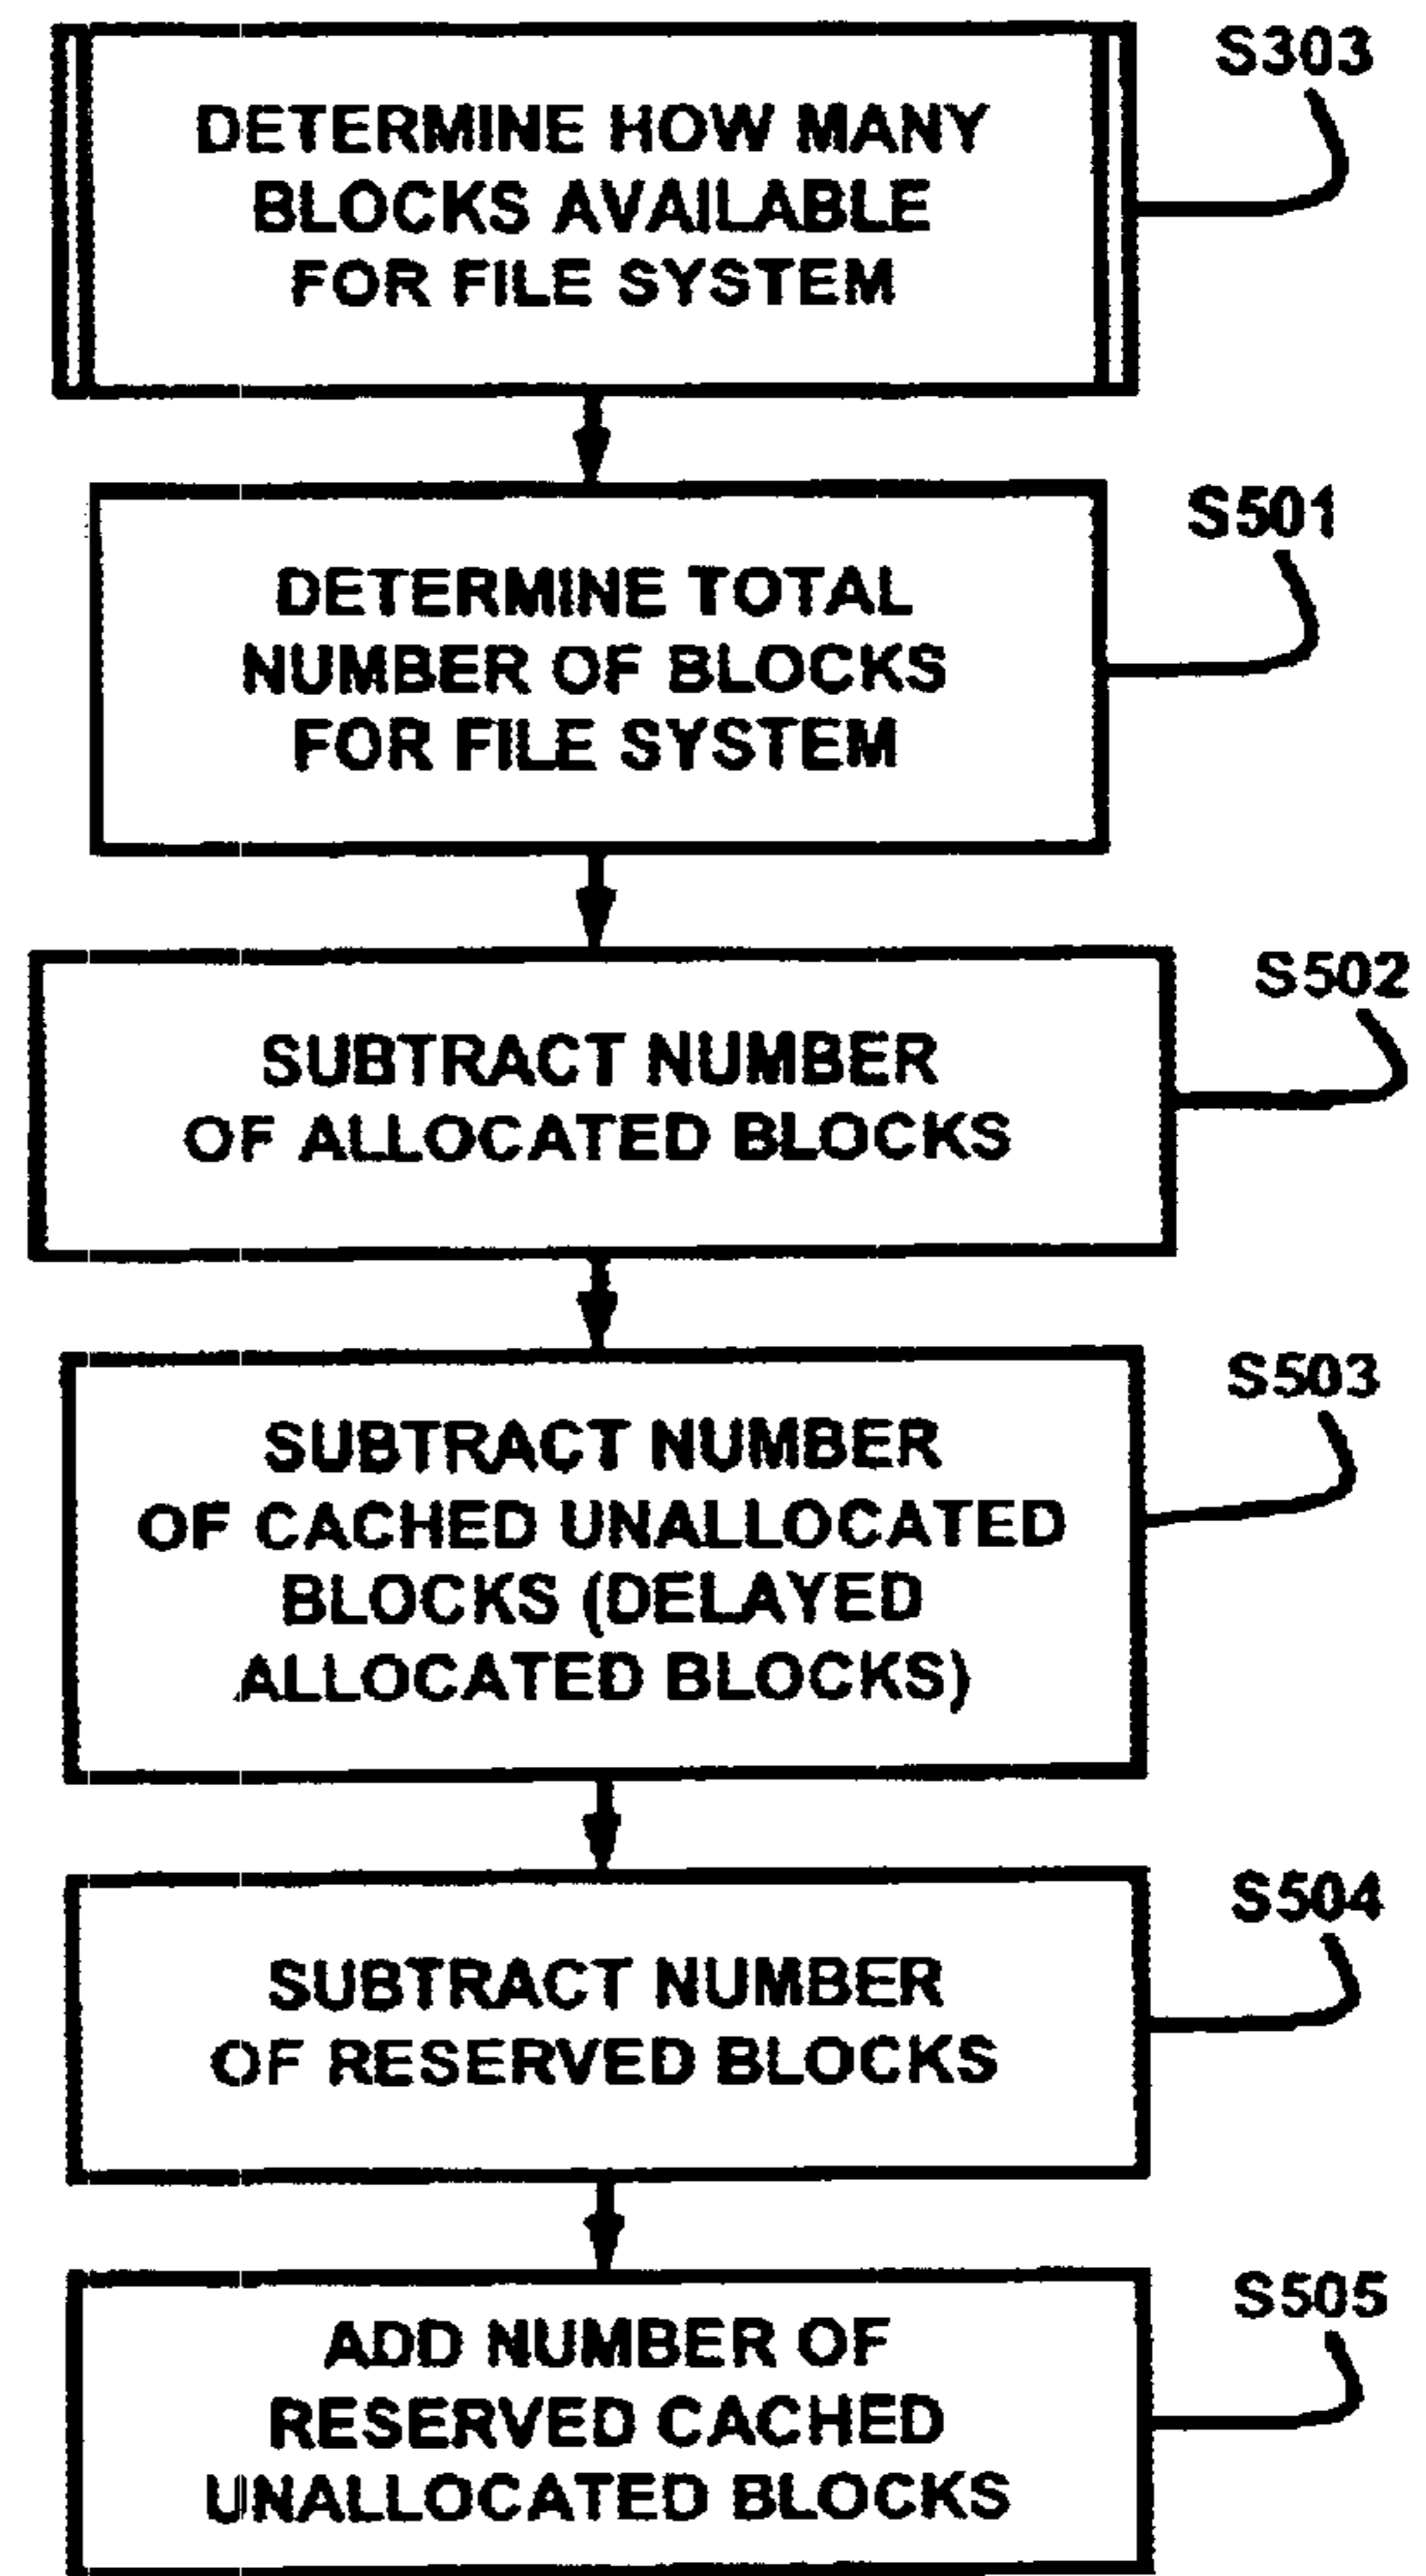 S303
DETERMINE HOW MANY
BLOCKS AVAILABLE
FOR FILE SYSTEM
S501
DETERMINE TOTAL
NUMBER OF BLOCKS
FOR FILE SYSTEM
S502
SUBTRACT NUMBER
OF ALLOCATED BLOCKS
S503
SUBTRACT NUMBER
OF CACHED UNALLOCATED
BLOCKS (DELAYED
ALLOCATED BLOCKS)
S504
SUBTRACT NUMBER
OF RESERVED BLOCKS
S505
ADD NUMBER OF
RESERVED CACHED
UNALLOCATED BLOCKS